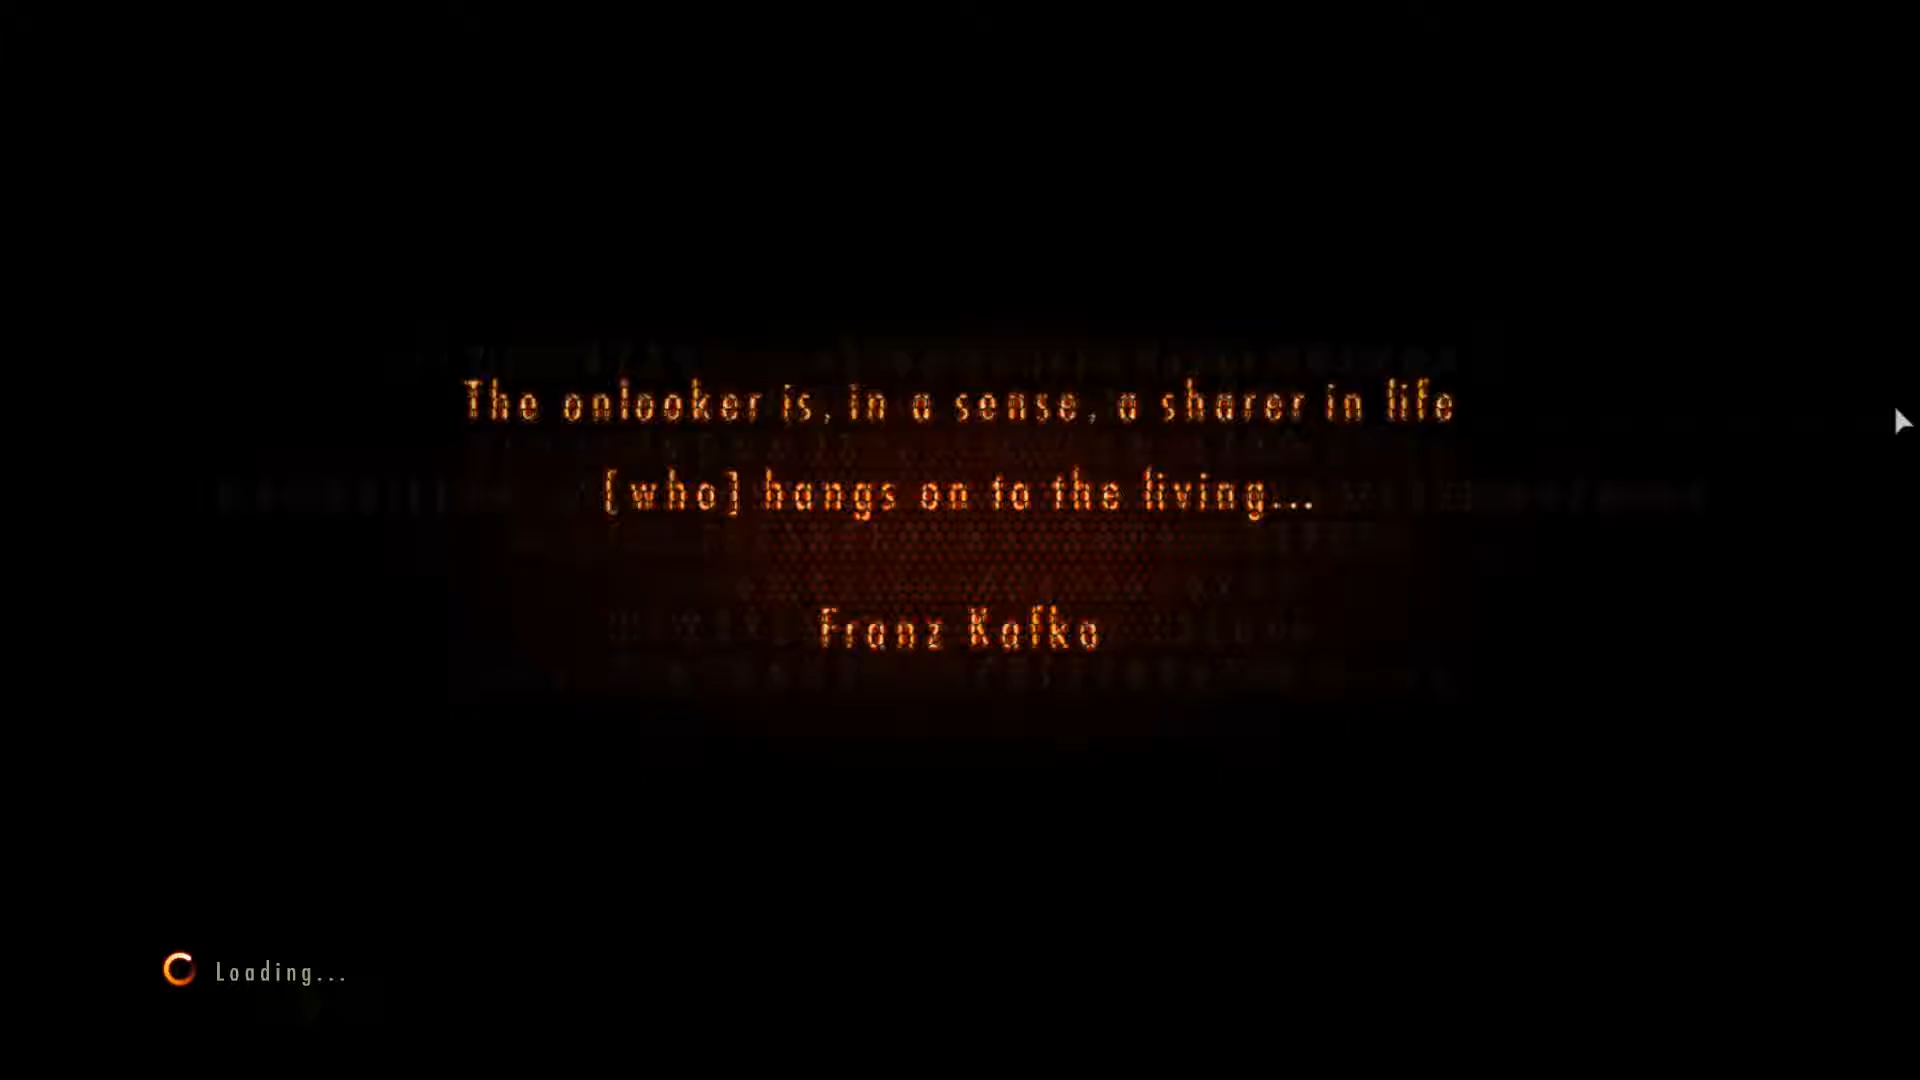 The onlooker is, in a sense, a sharer in life
[who] hangs on to the living...
Franz Kafka
Loading...